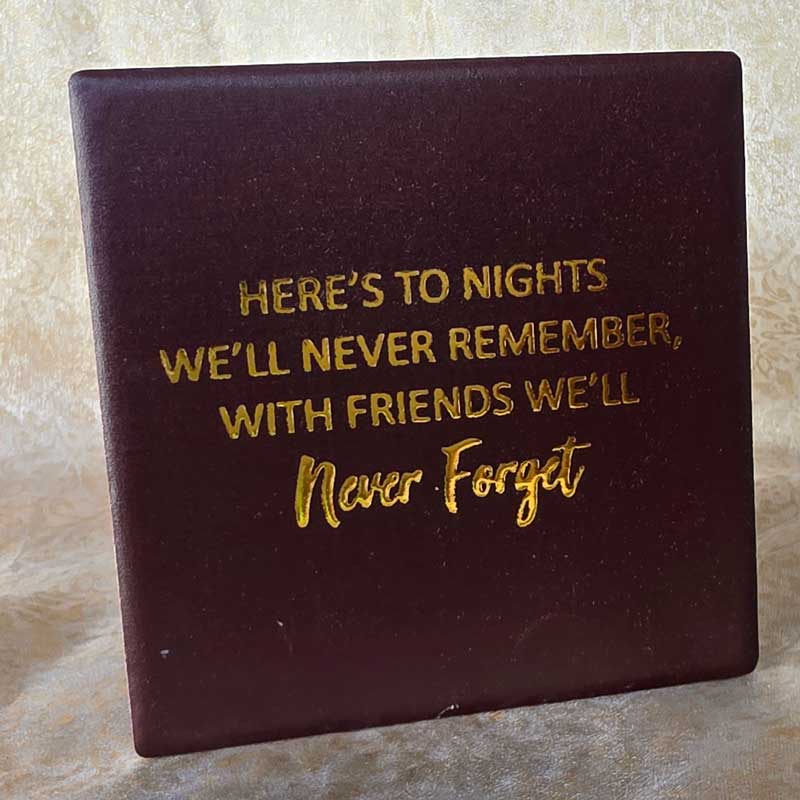 HERE'S TO NIGHTS
WE'LL NEVER REMEMBER,
WITH FRIENDS WE'LL
Never Forget